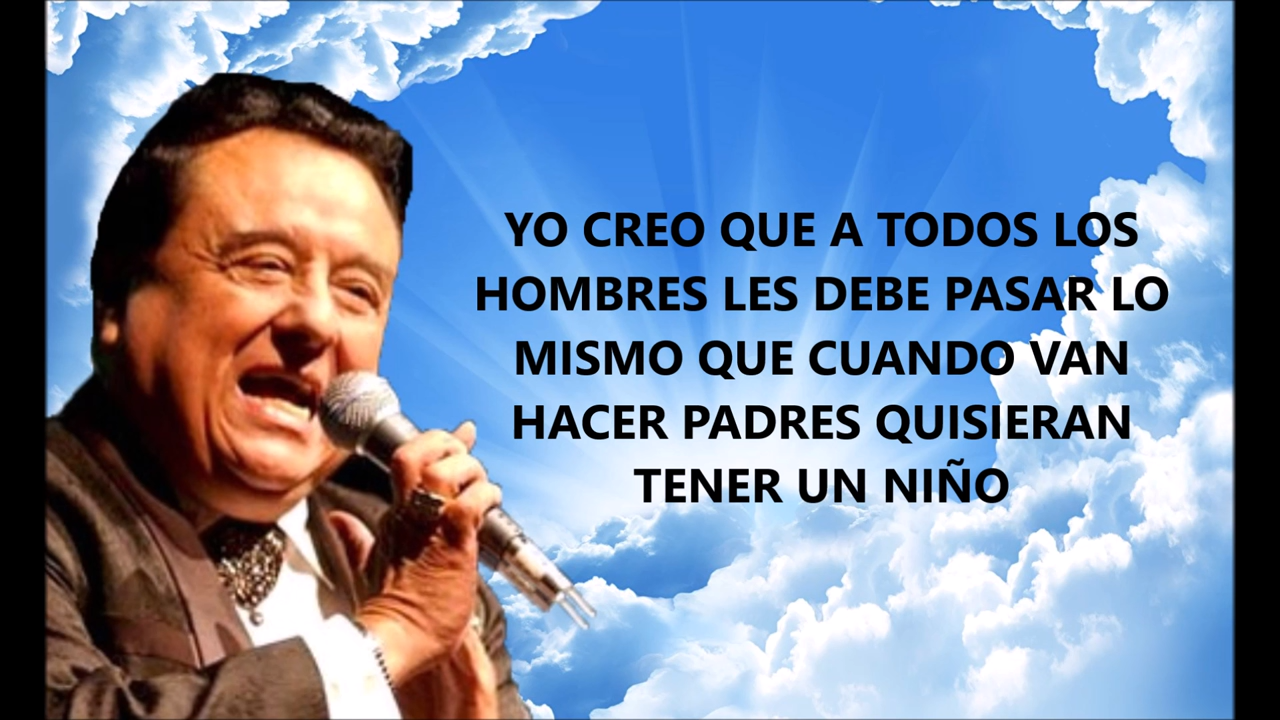 YO CREO QUE A TODOS LOS
HOMBRES LES DEBE PASAR LO
MISMO QUE CUANDO VAN
HACER PADRES QUISIERAN
TENER UN NIÑO